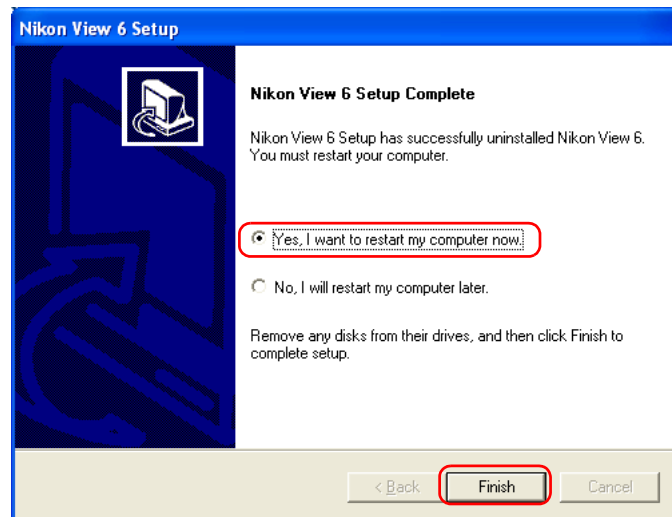 Nikon View 6 Setup
Nikon View 6 Setup Complete
Nikon View 6 Setup has successfully uninstalled Nikon View 6.
You must restart your computer.
Yes, I want to restart my computer now.
No, I will restart my computer later.
Remove any disks from their drives, and then click Finish to
complete setup.
< Back Finish Cancel